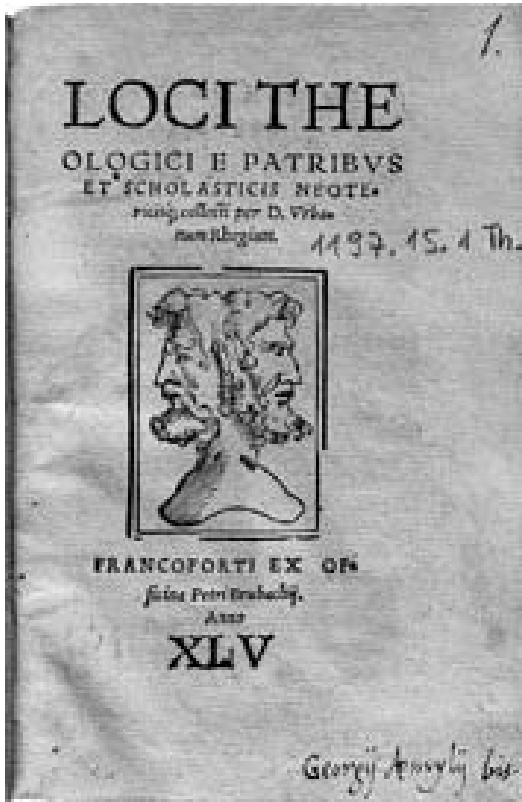 1.
LOCI THE
OLOGICI E PATRIBVS
ET SCHOLASTICIS NEOTE-
ricisq; collecti per D. Vrba-
num Rhegium.
1197. 15. 1 Th.
FRANCOFORTI EX OF-
ficina Petri Brubachij.
Anno
XLV
Georgij